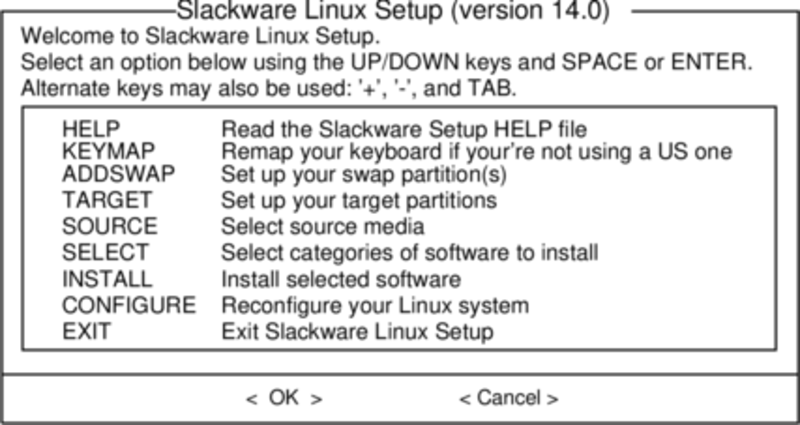 Slackware Linux Setup (version 14.0)
Welcome to Slackware Linux Setup.
Select an option below using the UP/DOWN keys and SPACE or ENTER.
Alternate keys may also be used: '+', '-', and TAB.
HELP Read the Slackware Setup HELP file
KEYMAP Remap your keyboard if your're not using a US one
ADDSWAP Set up your swap partition(s)
TARGET Set up your target partitions
SOURCE Select source media
SELECT Select categories of software to install
INSTALL Install selected software
CONFIGURE Reconfigure your Linux system
EXIT Exit Slackware Linux Setup
< OK > < Cancel >